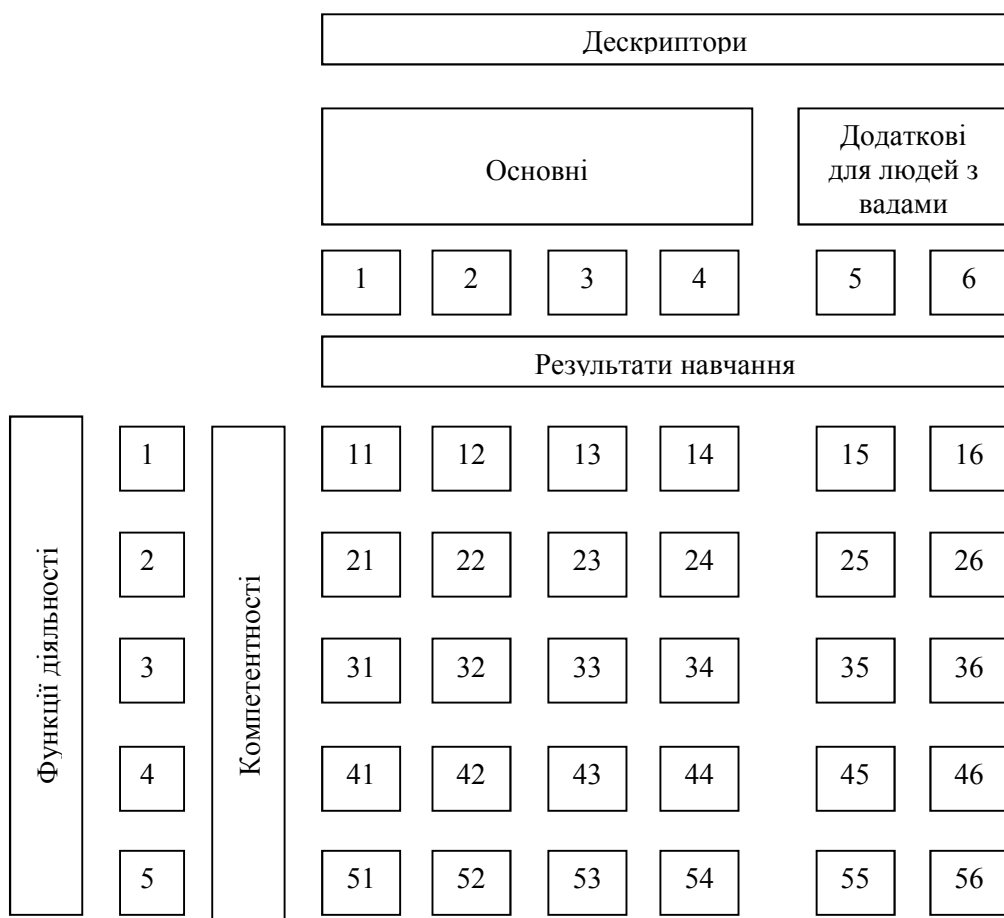 Дескриптори
Основні
Додаткові
для людей з
вадами
1 2 3 4 5 6
Результати навчання
Функції діяльності
Компетентності
1 11 12 13 14 15 16
2 21 22 23 24 25 26
3 31 32 33 34 35 36
4 41 42 43 44 45 46
5 51 52 53 54 55 56